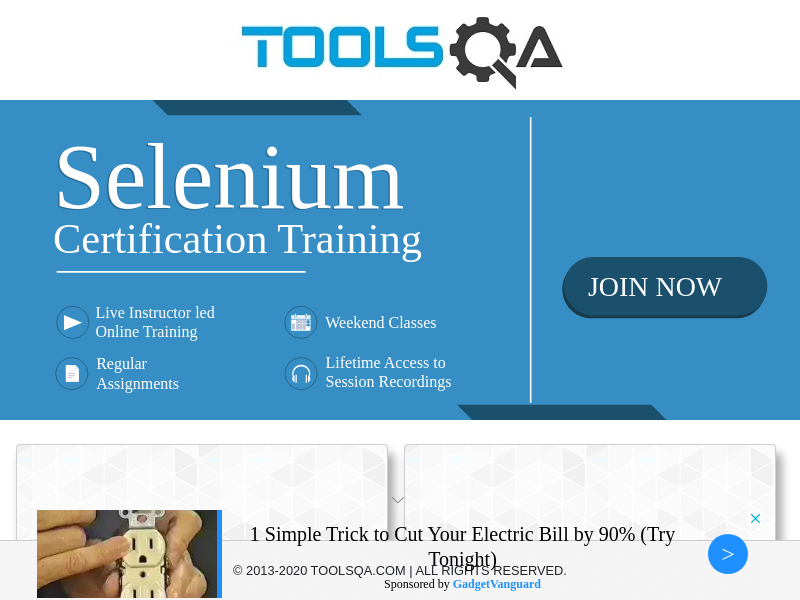 TOOLSQA
Selenium
Certification Training
JOIN NOW
Live Instructor led
Online Training
Weekend Classes
Regular
Assignments
Lifetime Access to
Session Recordings
1 Simple Trick to Cut Your Electric Bill by 90% (Try
Tonight)
© 2013-2020 TOOLSQA.COM | ALL RIGHTS RESERVED.
Sponsored by GadgetVanguard